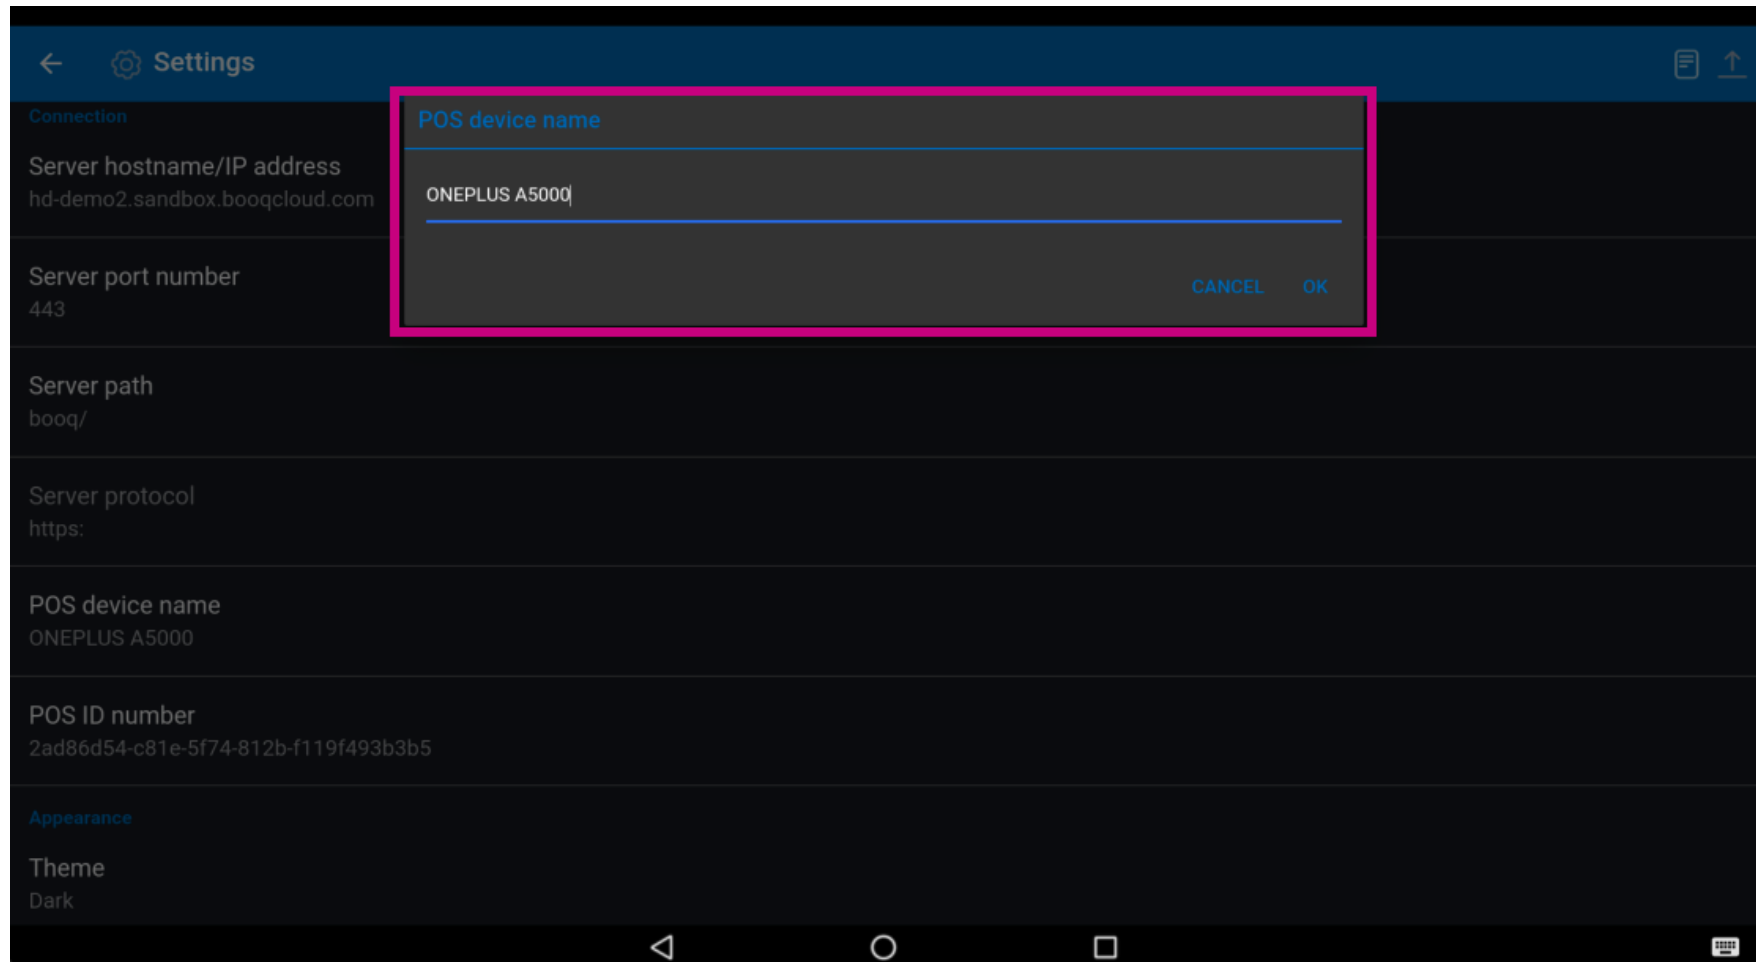 Settings
Connection
Server hostname/IP address
hd-demo2.sandbox.booqcloud.com
Server port number
443
Server path
booq/
Server protocol
https:
POS device name
ONEPLUS A5000
POS ID number
2ad86d54-c81e-5f74-812b-f119f493b3b5
Appearance
Theme
Dark
POS device name
ONEPLUS A5000
CANCEL OK